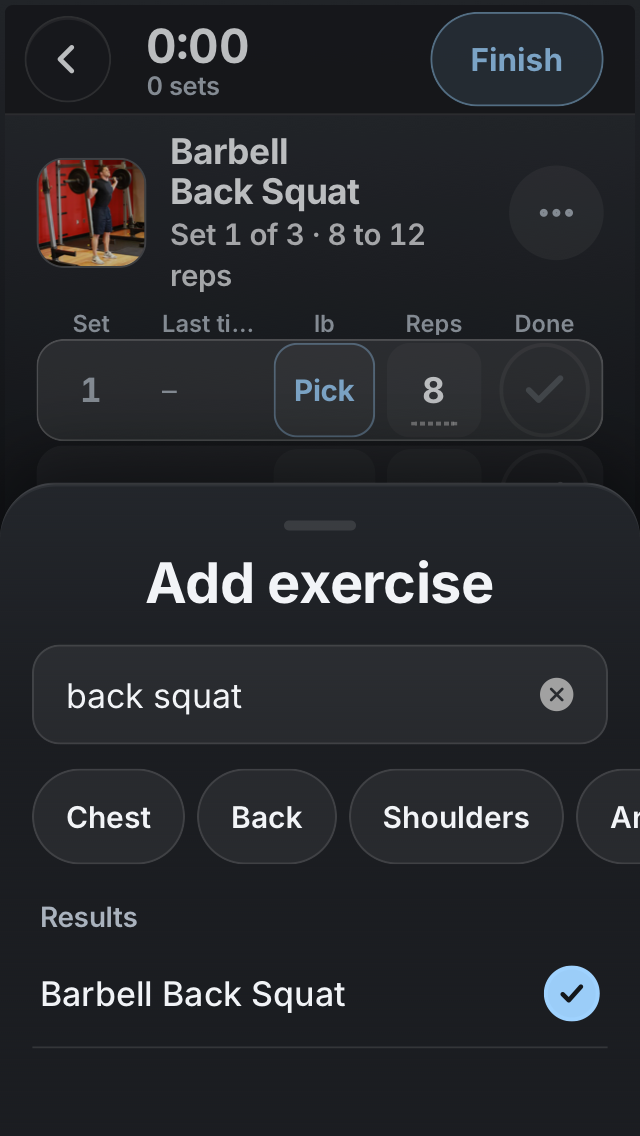 0:00
0 sets
Finish
Barbell
Back Squat
Set 1 of 3 · 8 to 12
reps
Set Last ti... lb Reps Done
1 – Pick 8
Add exercise
back squat
Chest Back Shoulders Ar
Results
Barbell Back Squat